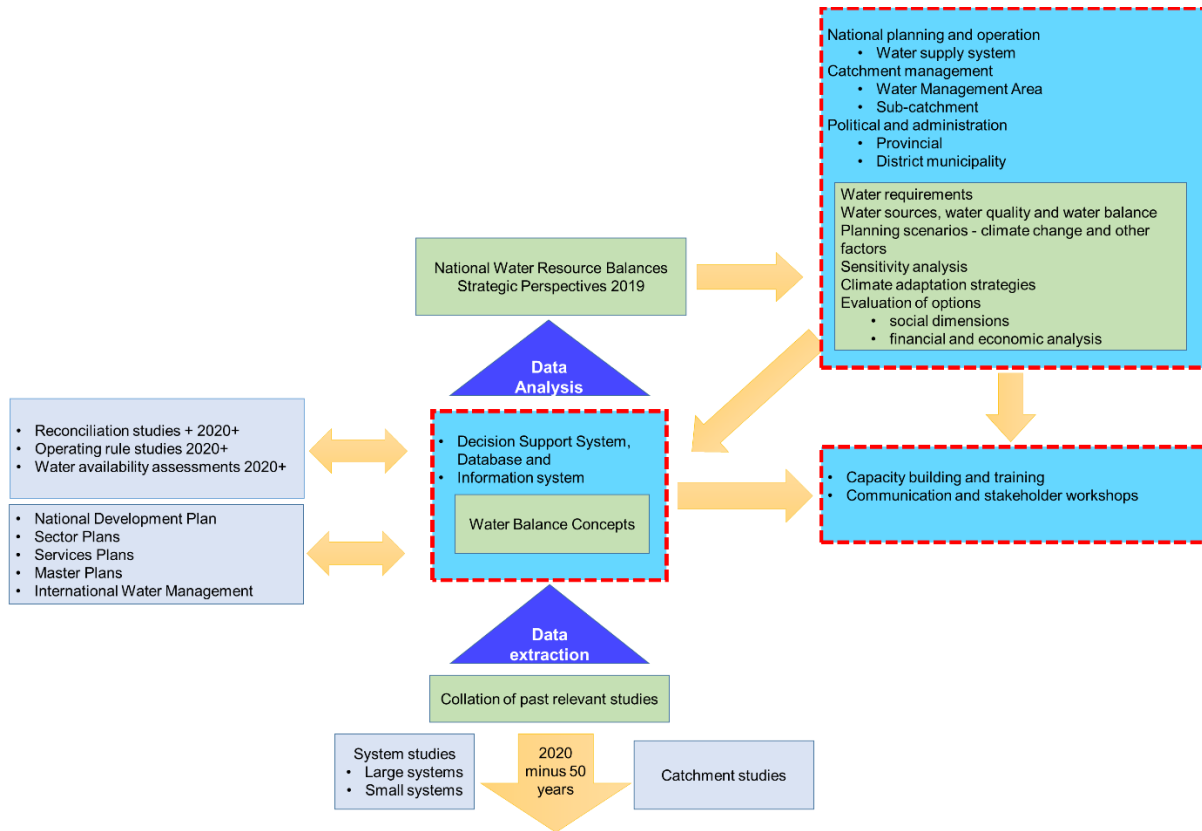 National planning and operation
• Water supply system
Catchment management
• Water Management Area
• Sub-catchment
Political and administration
• Provincial
• District municipality
Water requirements
Water sources, water quality and water balance
Planning scenarios - climate change and other
factors
Sensitivity analysis
Climate adaptation strategies
Evaluation of options
• social dimensions
• financial and economic analysis
National Water Resource Balances
Strategic Perspectives 2019
Data
Analysis
• Reconciliation studies + 2020+
• Operating rule studies 2020+
• Water availability assessments 2020+
• Decision Support System,
Database and
• Information system
Water Balance Concepts
• Capacity building and training
• Communication and stakeholder workshops
• National Development Plan
• Sector Plans
• Services Plans
• Master Plans
• International Water Management
Data
extraction
Collation of past relevant studies
System studies
• Large systems
• Small systems
2020
minus 50
years
Catchment studies